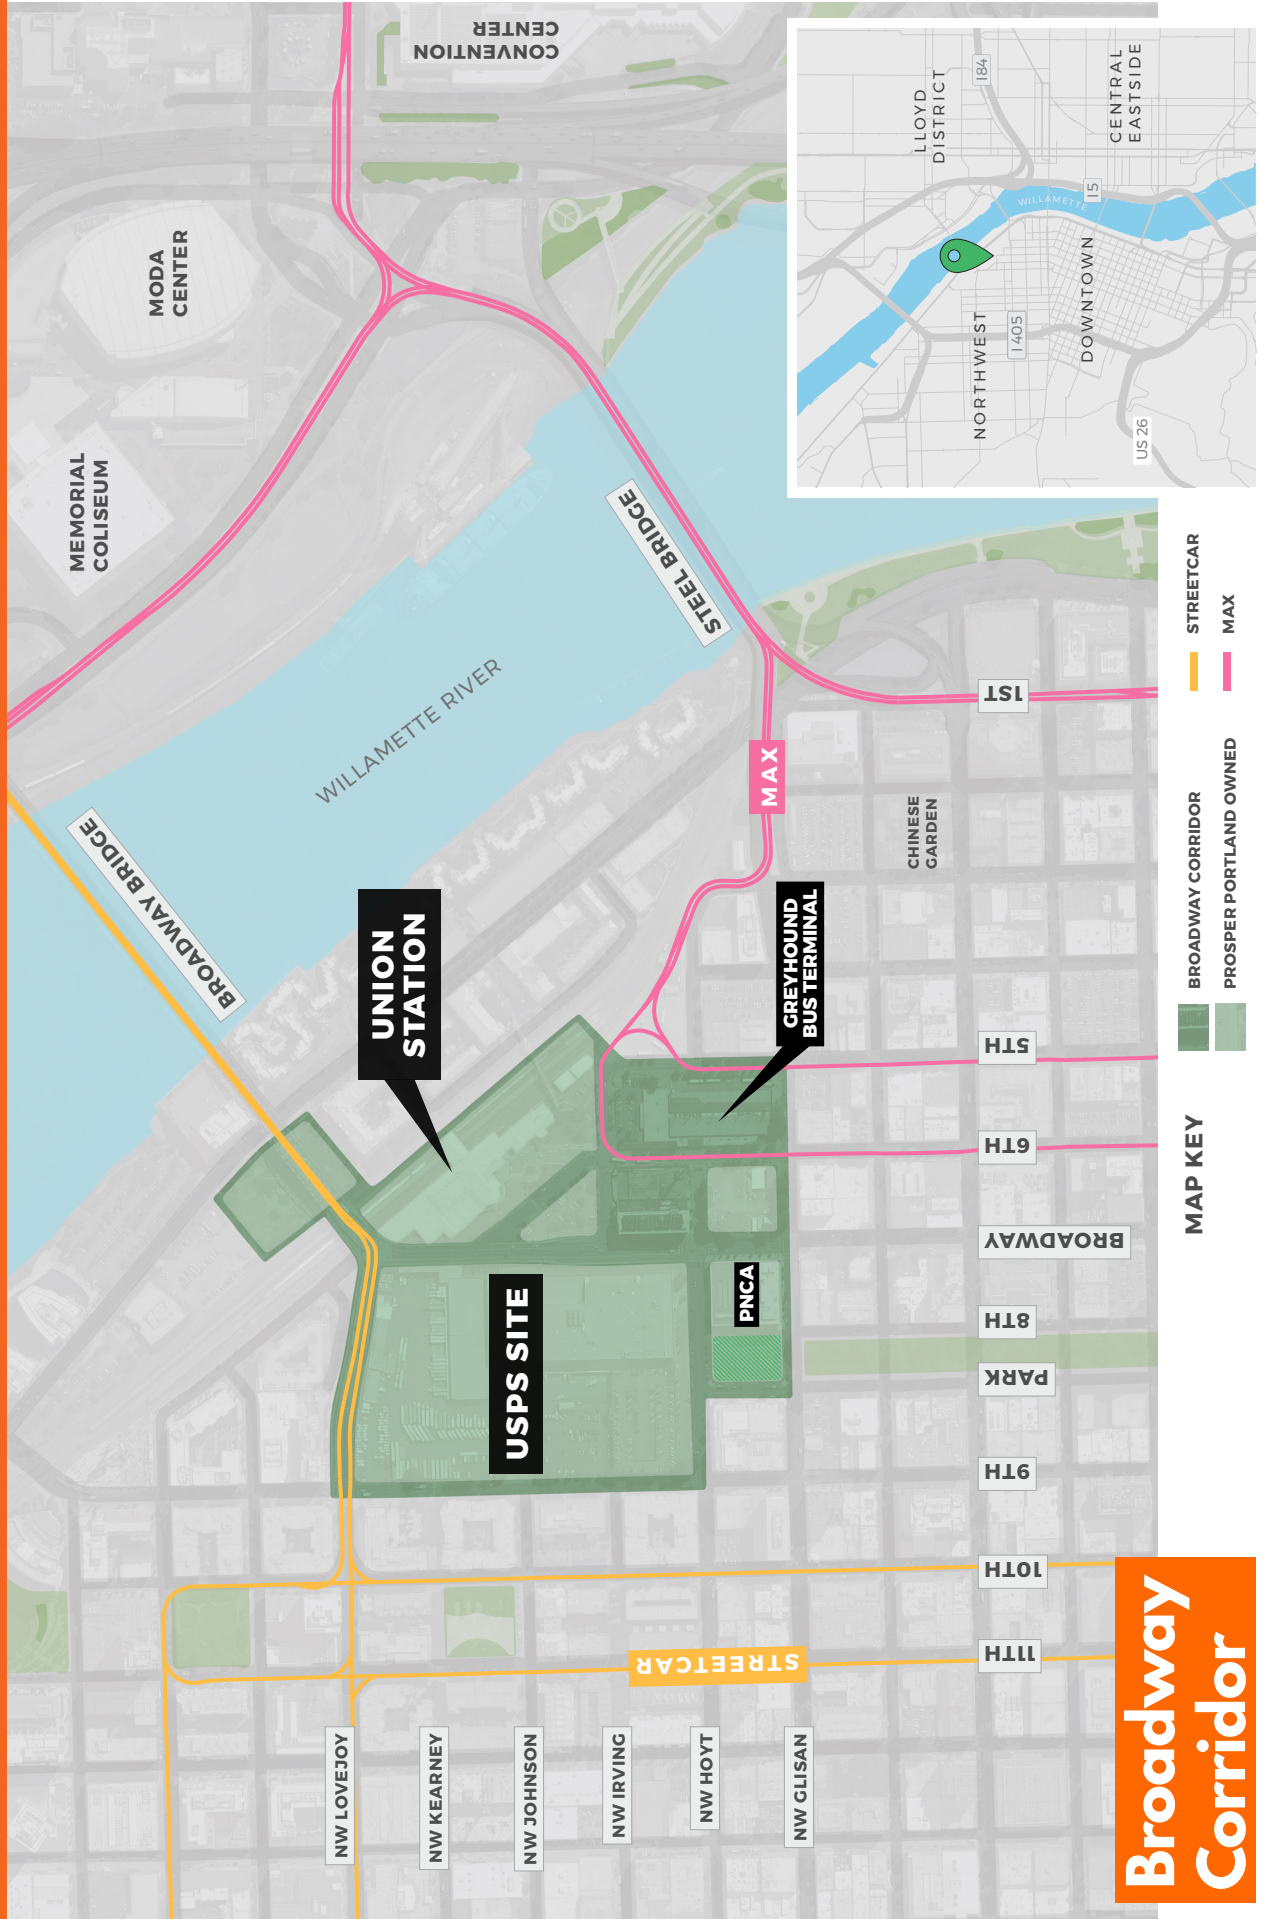 CONVENTION
CENTER
MODA
CENTER
MEMORIAL
COLISEUM
STEEL BRIDGE
WILLAMETTE RIVER
BROADWAY BRIDGE
UNION
STATION
MAX
CHINESE
GARDEN
GREYHOUND
BUS TERMINAL
USPS SITE
PNCA
1ST
5TH
6TH
BROADWAY
8TH
PARK
9TH
10TH
11TH
STREETCAR
NW LOVEJOY
NW KEARNEY
NW JOHNSON
NW IRVING
NW HOYT
NW GLISAN
LLOYD
DISTRICT
I 84
CENTRAL
EASTSIDE
WILLAMETTE
I 5
NORTHWEST
I 405
DOWNTOWN
US 26
MAP KEY
BROADWAY CORRIDOR
PROSPER PORTLAND OWNED
STREETCAR
MAX
Broadway
Corridor